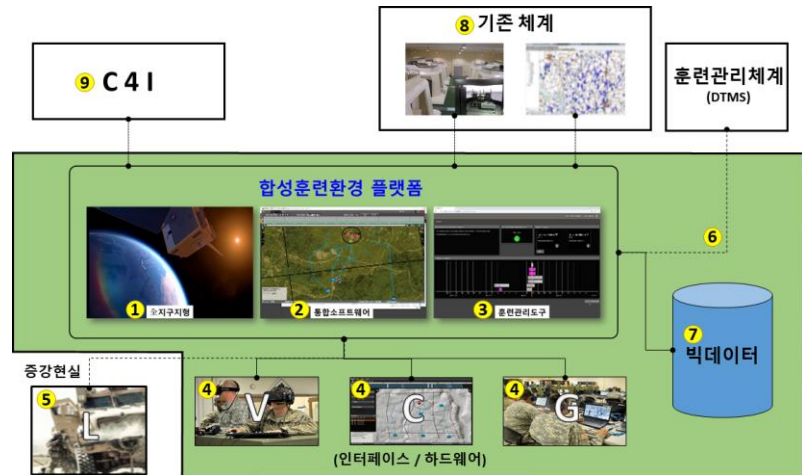 ⑧ 기존 체계
⑨ C 4 I
훈련관리체계
(DTMS)
합성훈련환경 플랫폼
⑥
① 全지구지형
② 통합소프트웨어
③ 훈련관리도구
⑦
빅데이터
증강현실
⑤ L
④ V
④ C
④ G
(인터페이스 / 하드웨어)